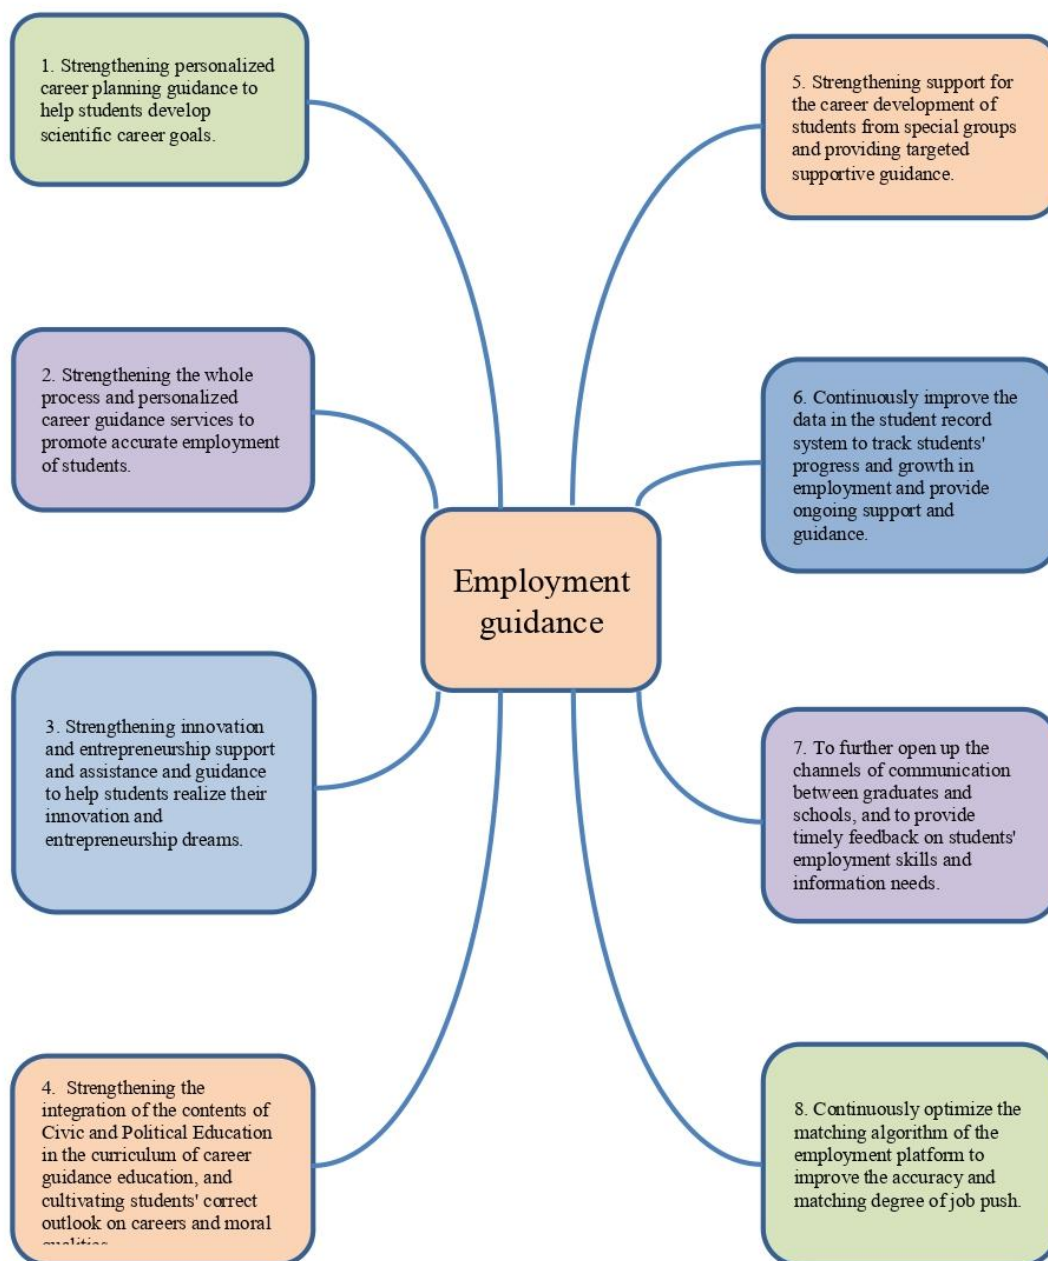 1. Strengthening personalized
career planning guidance to
help students develop
scientific career goals.
2. Strengthening the whole
process and personalized
career guidance services to
promote accurate employment
of students.
3. Strengthening innovation
and entrepreneurship support
and assistance and guidance
to help students realize their
innovation and
entrepreneurship dreams.
4. Strengthening the
integration of the contents of
Civic and Political Education
in the curriculum of career
guidance education, and
cultivating students' correct
outlook on careers and moral
Employment
guidance
5. Strengthening support for
the career development of
students from special groups
and providing targeted
supportive guidance.
6. Continuously improve the
data in the student record
system to track students'
progress and growth in
employment and provide
ongoing support and
guidance.
7. To further open up the
channels of communication
between graduates and
schools, and to provide
timely feedback on students'
employment skills and
information needs.
8. Continuously optimize the
matching algorithm of the
employment platform to
improve the accuracy and
matching degree of job push.